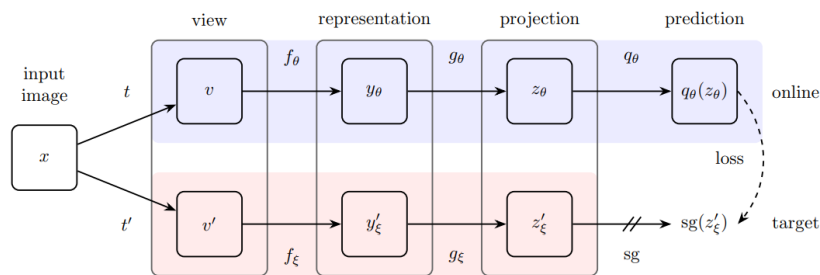 view
representation
projection
prediction
input
image
t
f_θ
g_θ
q_θ
v
y_θ
z_θ
q_θ(z_θ)
online
x
loss
t′
v′
y′_ξ
z′_ξ
sg(z′_ξ)
target
f_ξ
g_ξ
sg